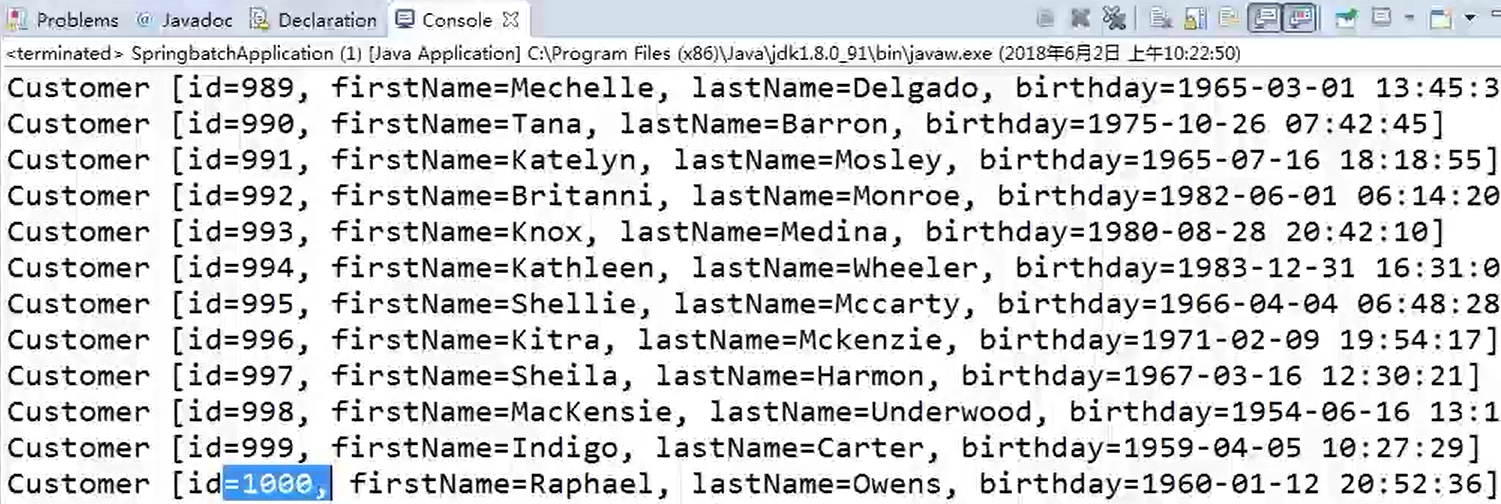 Problems @ Javadoc Declaration Console
<terminated> SpringbatchApplication (1) [Java Application] C:\Program Files (x86)\Java\jdk1.8.0_91\bin\javaw.exe (2018年6月2日 上午10:22:50)
Customer [id=989, firstName=Mechelle, lastName=Delgado, birthday=1965-03-01 13:45:3
Customer [id=990, firstName=Tana, lastName=Barron, birthday=1975-10-26 07:42:45]
Customer [id=991, firstName=Katelyn, lastName=Mosley, birthday=1965-07-16 18:18:55]
Customer [id=992, firstName=Britanni, lastName=Monroe, birthday=1982-06-01 06:14:20
Customer [id=993, firstName=Knox, lastName=Medina, birthday=1980-08-28 20:42:10]
Customer [id=994, firstName=Kathleen, lastName=Wheeler, birthday=1983-12-31 16:31:0
Customer [id=995, firstName=Shellie, lastName=Mccarty, birthday=1966-04-04 06:48:28
Customer [id=996, firstName=Kitra, lastName=Mckenzie, birthday=1971-02-09 19:54:17]
Customer [id=997, firstName=Sheila, lastName=Harmon, birthday=1967-03-16 12:30:21]
Customer [id=998, firstName=MacKensie, lastName=Underwood, birthday=1954-06-16 13:1
Customer [id=999, firstName=Indigo, lastName=Carter, birthday=1959-04-05 10:27:29]
Customer [id=1000, firstName=Raphael, lastName=Owens, birthday=1960-01-12 20:52:36]